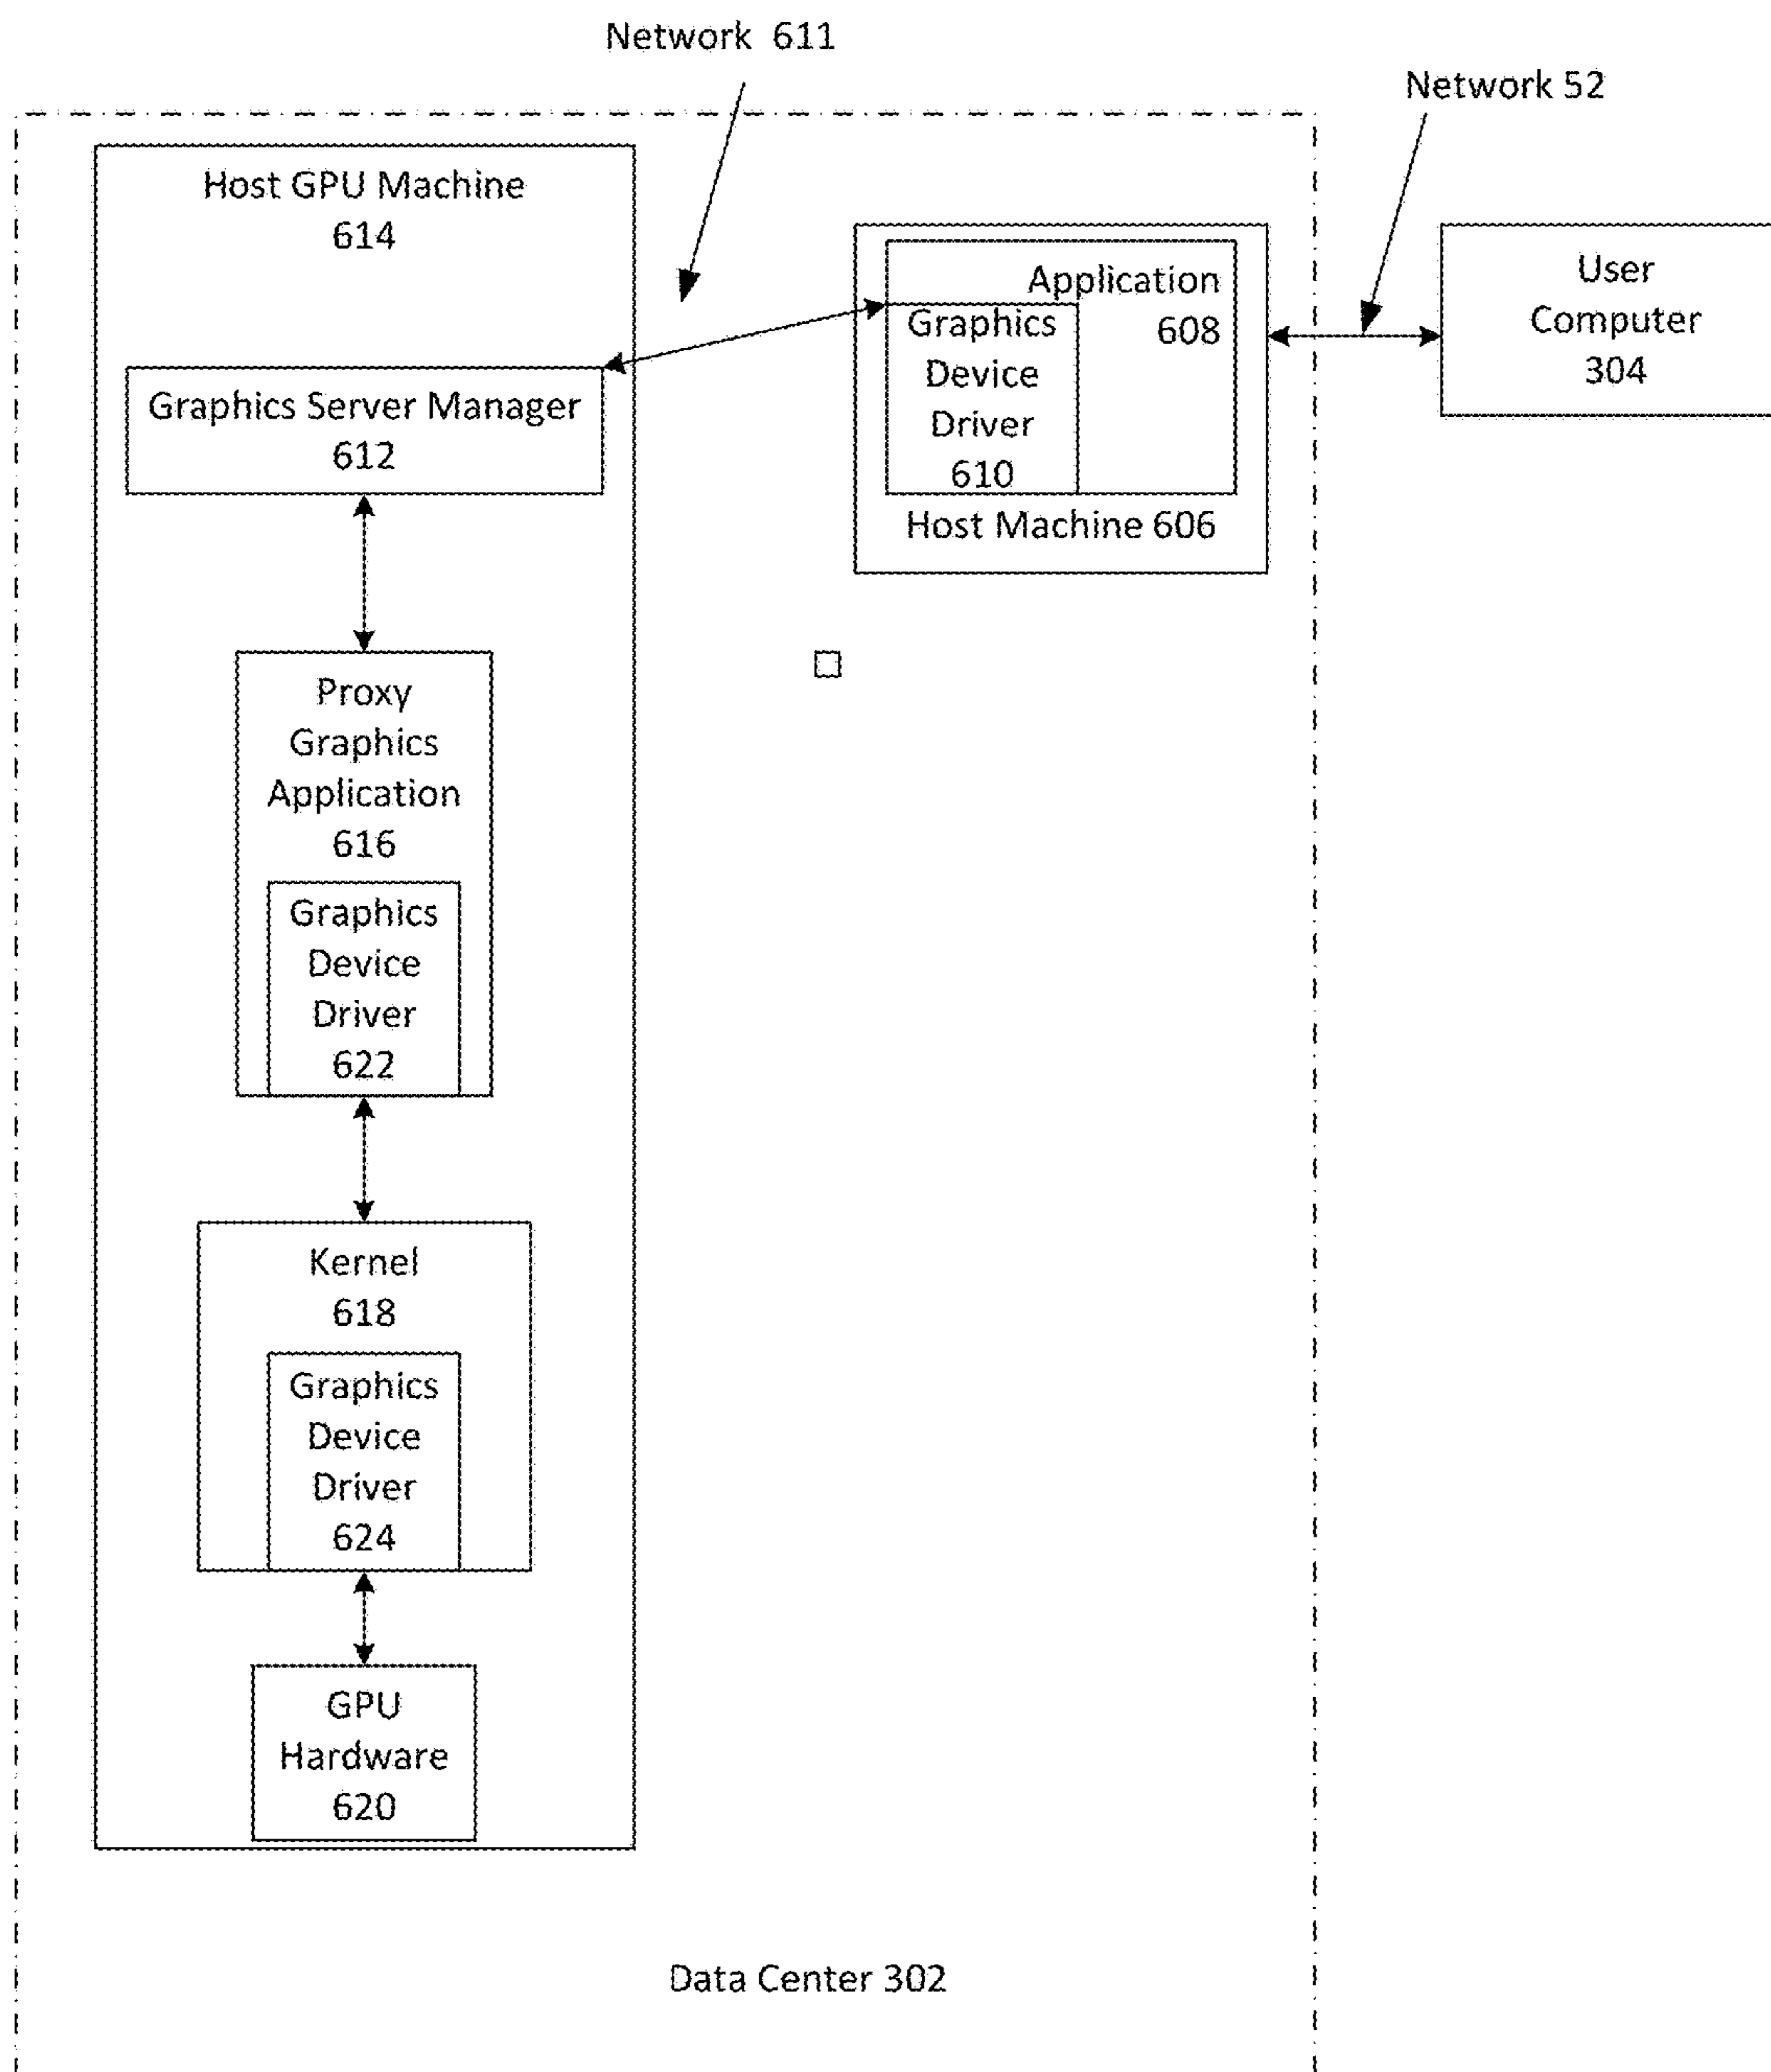 Network 611
Network 52
Host GPU Machine
614
Graphics Server Manager
612
Proxy
Graphics
Application
616
Graphics
Device
Driver
622
Kernel
618
Graphics
Device
Driver
624
GPU
Hardware
620
Application
608
Graphics
Device
Driver
610
Host Machine 606
User
Computer
304
Data Center 302